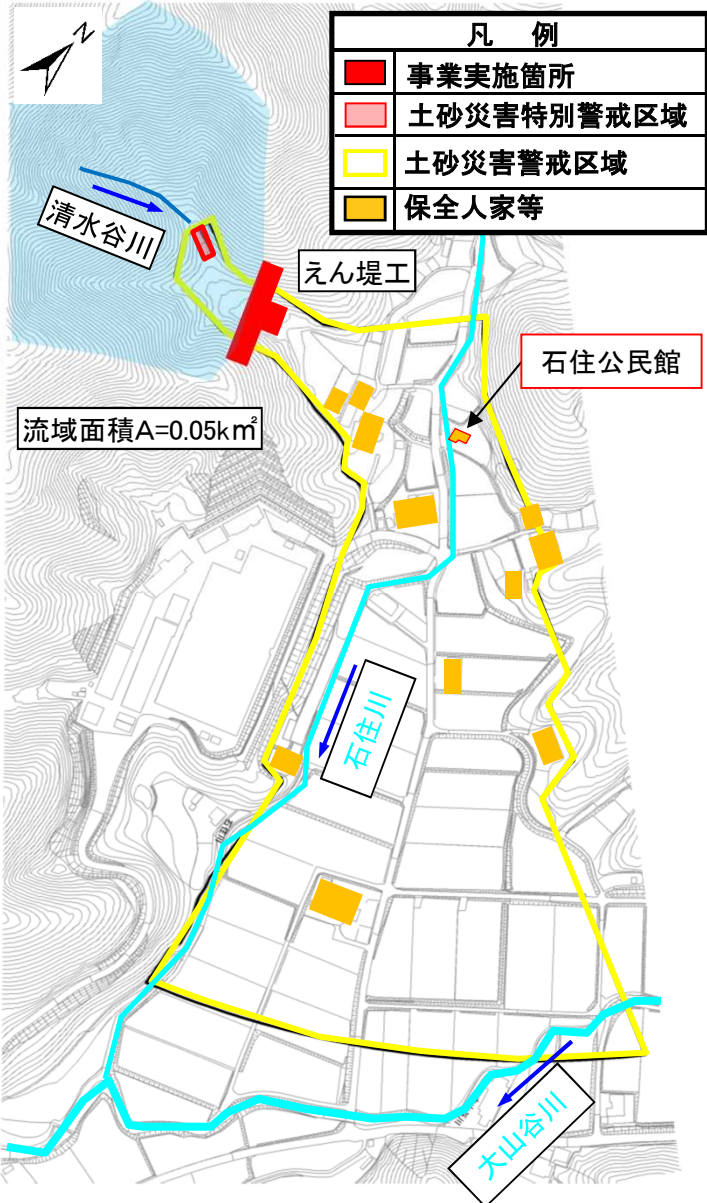 N
凡 例
事業実施箇所
土砂災害特別警戒区域
土砂災害警戒区域
保全人家等
清水谷川
えん堤工
石住公民館
流域面積A=0.05k㎡
石住川
大山谷川